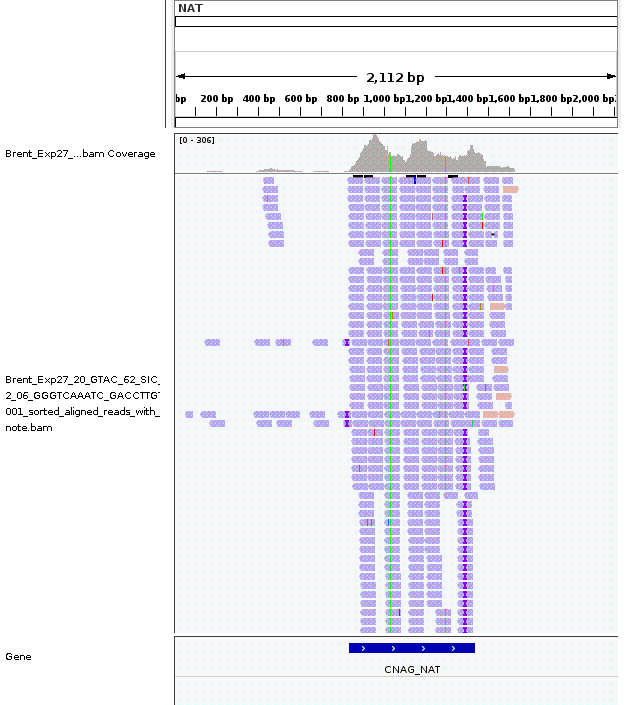 NAT
2,112 bp
bp 200 bp 400 bp 600 bp 800 bp 1,000 bp 1,200 bp 1,400 bp 1,600 bp 1,800 bp 2,000 bp
[0 - 306]
Brent_Exp27_...bam Coverage
Brent_Exp27_20_GTAC_62_SIC_
2_06_GGGTCAAATC_GACCTTGT
001_sorted_aligned_reads_with_
note.bam
Gene
CNAG_NAT